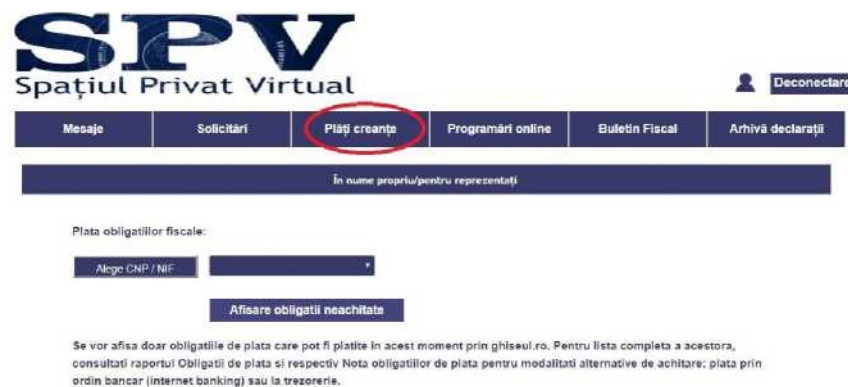 SPV
Spațiul Privat Virtual
Deconectare
Mesaje
Solicitări
Plăți creanțe
Programări online
Buletin Fiscal
Arhivă declarații
În nume propriu/pentru reprezentați
Plata obligatiilor fiscale:
Alege CNP / NIF
Afisare obligatii neachitate
Se vor afisa doar obligatiile de plata care pot fi platite in acest moment prin ghiseul.ro. Pentru lista completa a acestora,
consultati raportul Obligatii de plata si respectiv Nota obligatiilor de plata pentru modalitati alternative de achitare: plata prin
ordin bancar (internet banking) sau la trezorerie.